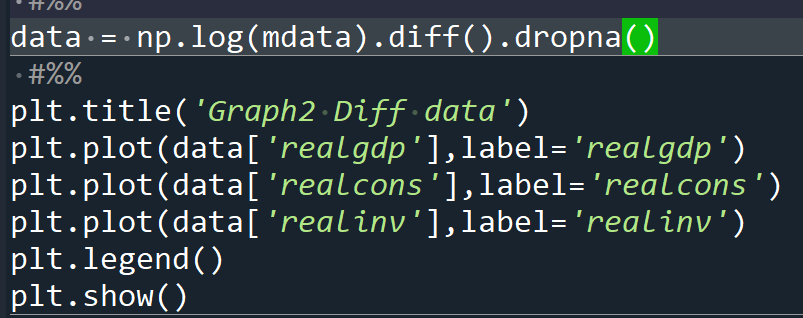 #%%
data = np.log(mdata).diff().dropna()
#%%
plt.title('Graph2 Diff data')
plt.plot(data['realgdp'],label='realgdp')
plt.plot(data['realcons'],label='realcons')
plt.plot(data['realinv'],label='realinv')
plt.legend()
plt.show()